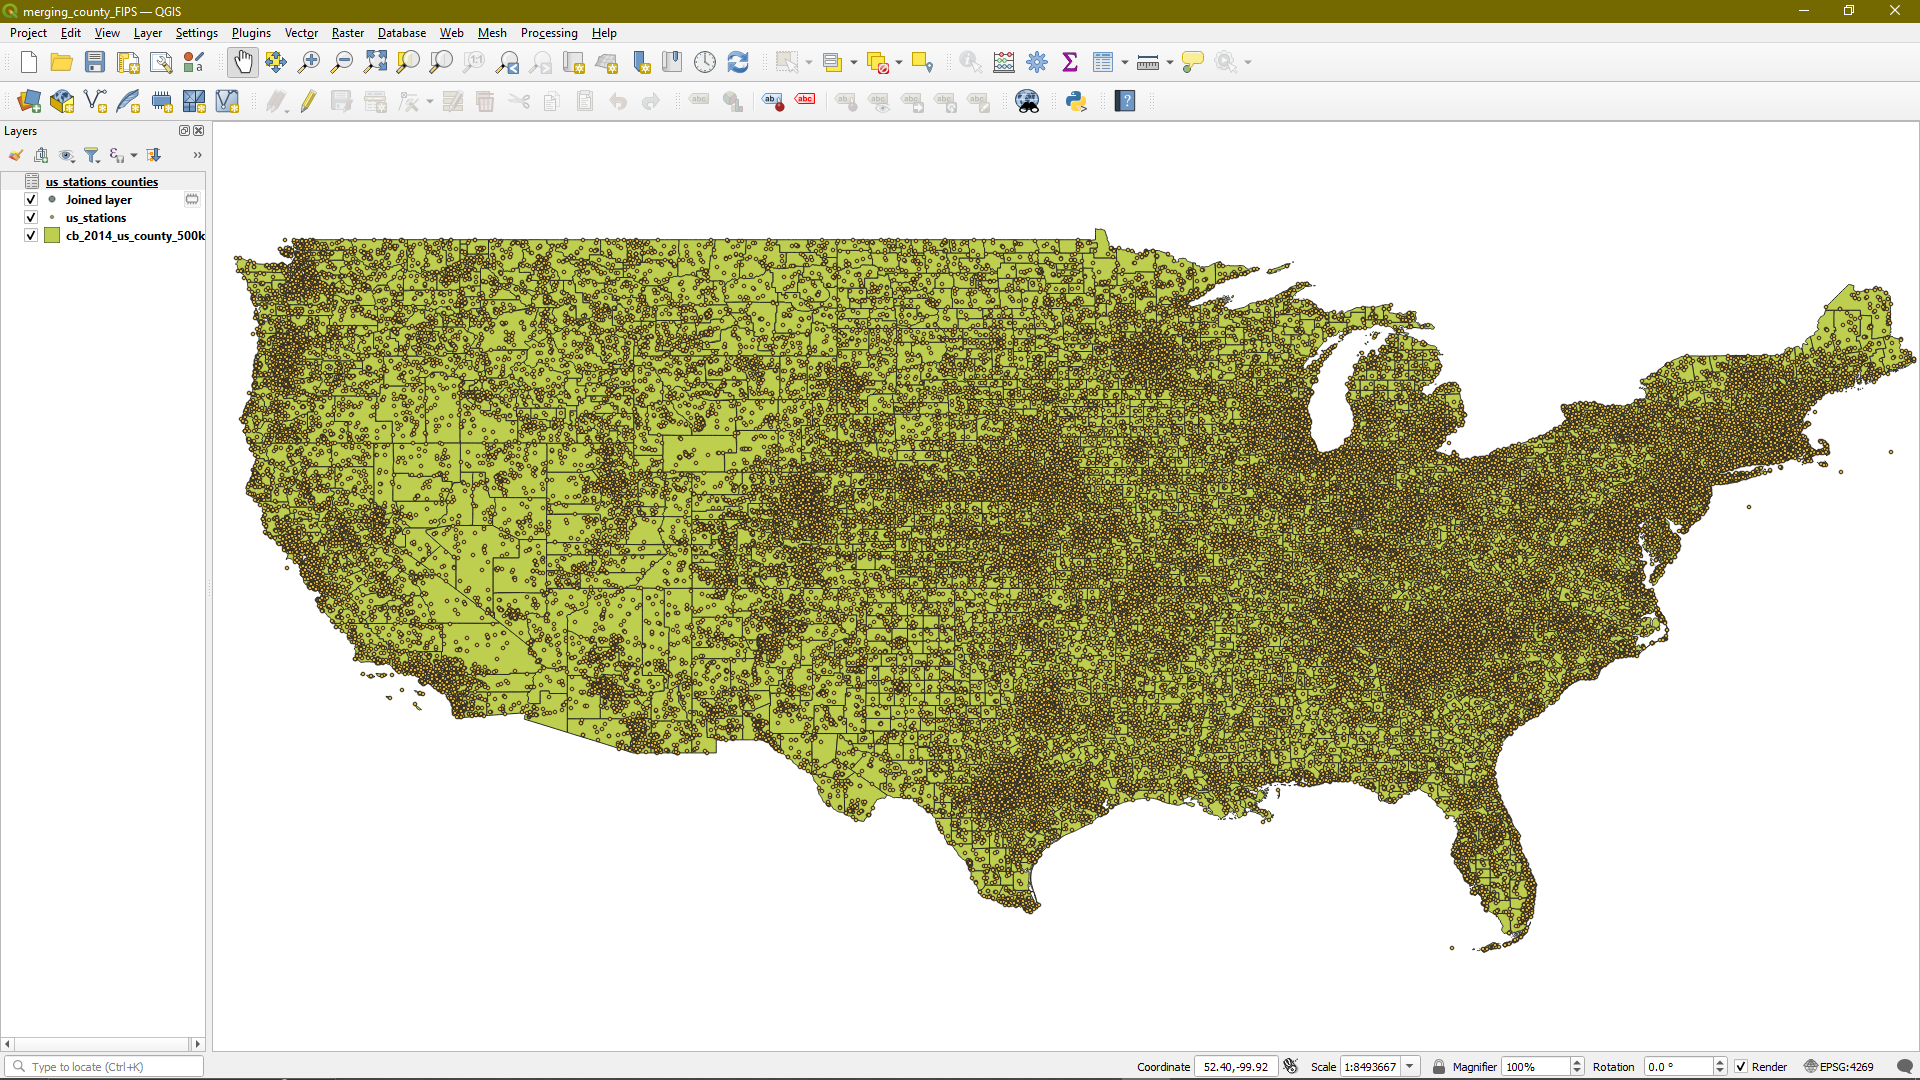 merging_county_FIPS — QGIS
Project Edit View Layer Settings Plugins Vector Raster Database Web Mesh Processing Help
Layers
us_stations_counties
Joined layer
us_stations
cb_2014_us_county_500k
Type to locate (Ctrl+K)
Coordinate 52.40,-99.92 Scale 1:8493667 Magnifier 100% Rotation 0.0 ° Render EPSG:4269